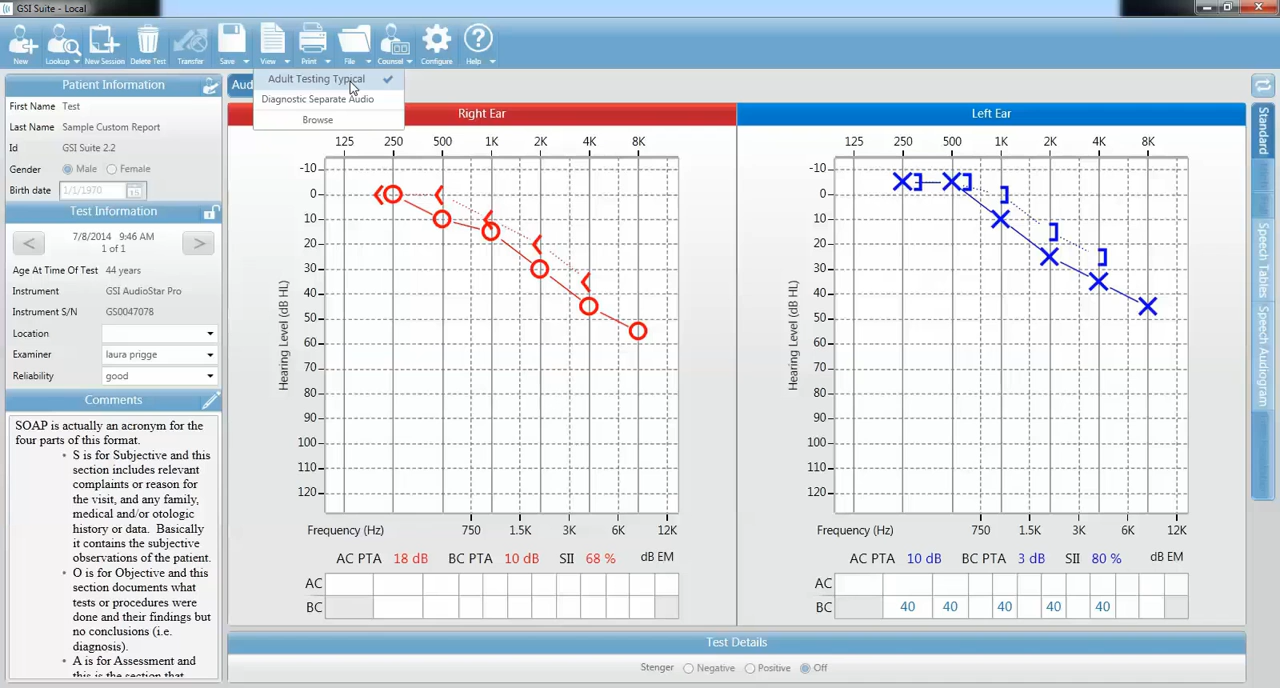 GSI Suite - Local
New
Lookup
New Session
Delete Test
Transfer
Save
View
Print
File
Counsel
Configure
Help
Adult Testing Typical
Diagnostic Separate Audio
Browse
Patient Information
First Name Test
Last Name Sample Custom Report
Id GSI Suite 2.2
Gender Male Female
Birth date 1/1/1970 15
Test Information
< 7/8/2014 9:46 AM >
1 of 1
Age At Time Of Test 44 years
Instrument GSI AudioStar Pro
Instrument S/N GS0047078
Location
Examiner laura prigge
Reliability good
Comments
SOAP is actually an acronym for the
four parts of this format.
• S is for Subjective and this
section includes relevant
complaints or reason for
the visit, and any family,
medical and/or otologic
history or data. Basically
it contains the subjective
observations of the patient.
• O is for Objective and this
section documents what
tests or procedures were
done and their findings but
no conclusions (i.e.
diagnosis).
• A is for Assessment and
this is the section that
Aud
Right Ear
125 250 500 1K 2K 4K 8K
-10
0
10
20
30
40
50
60
70
80
90
100
110
120
Hearing Level (dB HL)
Frequency (Hz) 750 1.5K 3K 6K 12K
AC PTA 18 dB BC PTA 10 dB SII 68 % dB EM
AC
BC
Left Ear
125 250 500 1K 2K 4K 8K
-10
0
10
20
30
40
50
60
70
80
90
100
110
120
Hearing Level (dB HL)
Frequency (Hz) 750 1.5K 3K 6K 12K
AC PTA 10 dB BC PTA 3 dB SII 80 % dB EM
AC
BC 40 40 40 40 40
Test Details
Stenger Negative Positive Off
Standard
Speech Tables
Speech Audiogram